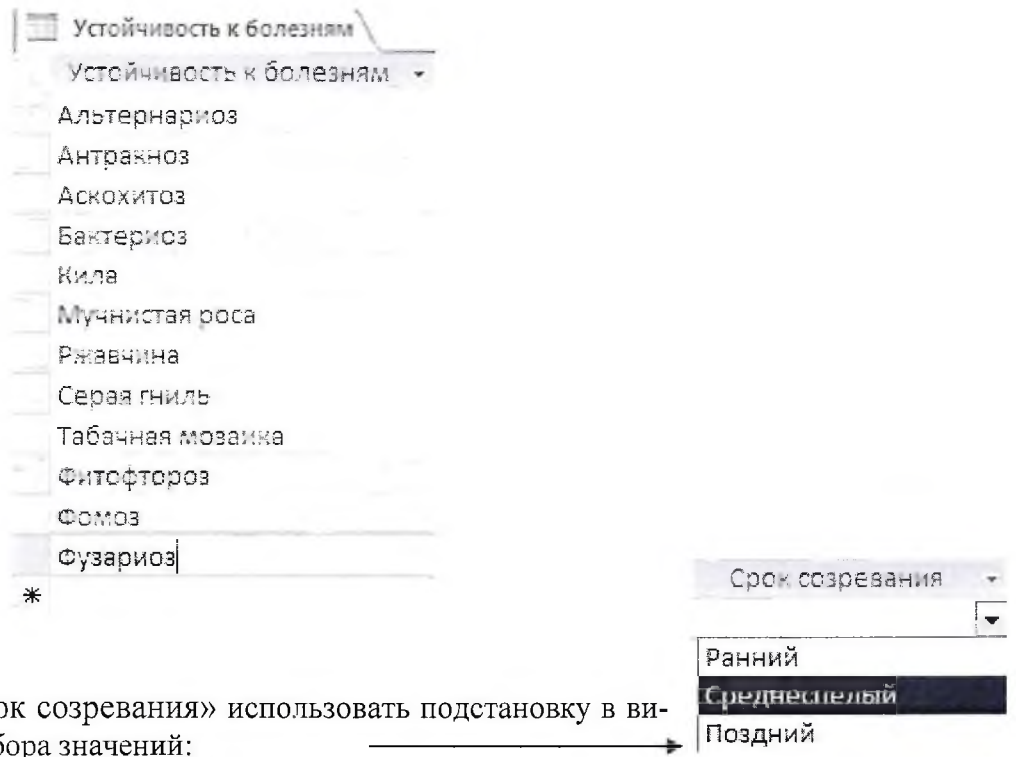 Устойчивость к болезням
Устойчивость к болезням
Альтернариоз
Антракноз
Аскохитоз
Бактериоз
Кила
Мучнистая роса
Ржавчина
Серая гниль
Табачная мозаика
Фитофтороз
Фомоз
Фузариоз
*
Срок созревания
Ранний
Среднеспелый
Поздний
ок созревания» использовать подстановку в ви-
бора значений: